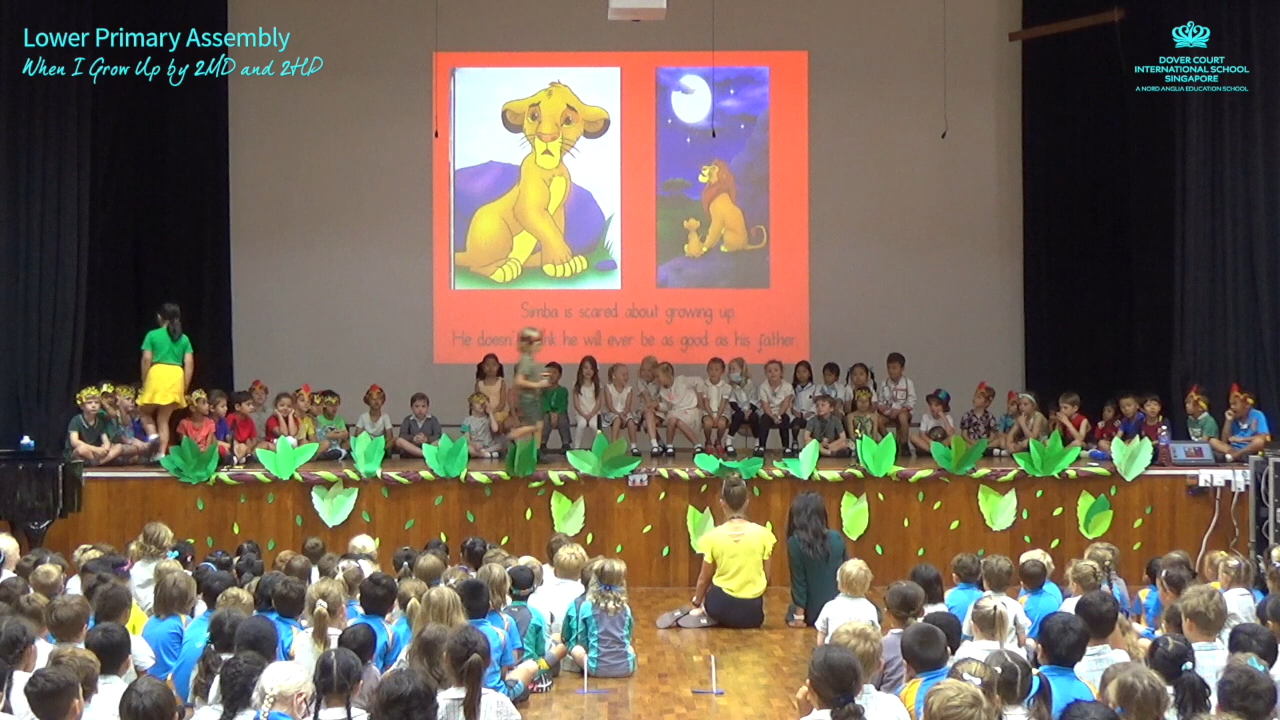 Lower Primary Assembly
When I Grow Up by 2MD and 2HD
DOVER COURT
INTERNATIONAL SCHOOL
SINGAPORE
A NORD ANGLIA EDUCATION SCHOOL
Simba is scared about growing up.
He doesn' he will ever be as good as his father.